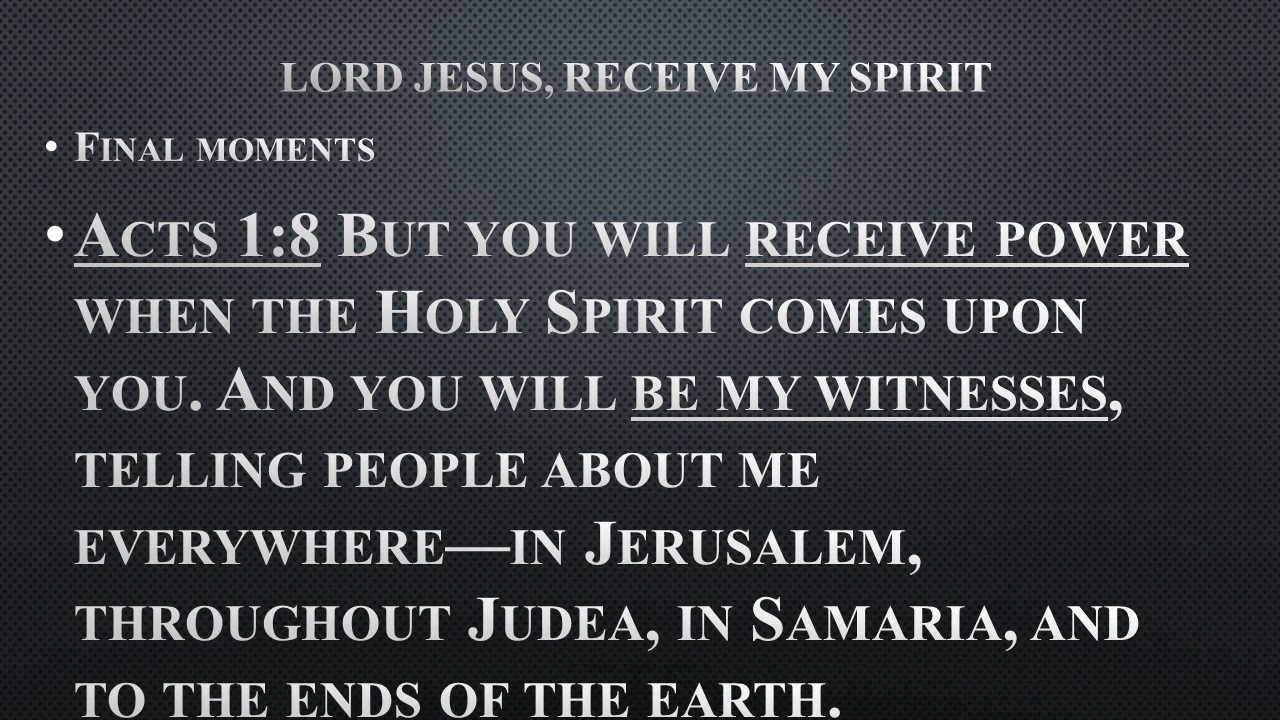 LORD JESUS, RECEIVE MY SPIRIT
• Final moments
• Acts 1:8 But you will receive power
when the Holy Spirit comes upon
you. And you will be my witnesses,
telling people about me
everywhere—in Jerusalem,
throughout Judea, in Samaria, and
to the ends of the earth.